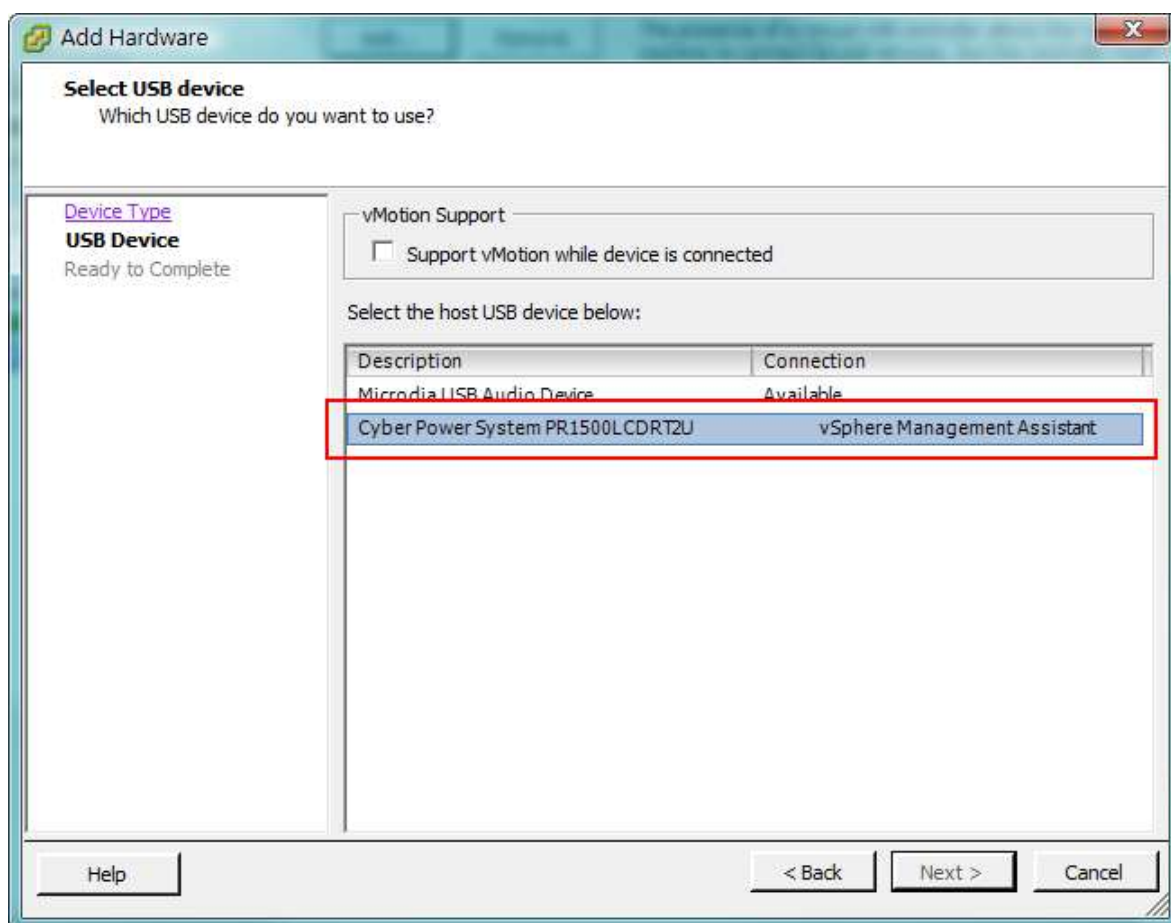 Add Hardware
Select USB device
Which USB device do you want to use?
Device Type
USB Device
Ready to Complete
vMotion Support
Support vMotion while device is connected
Select the host USB device below:
Description Connection
Microdia USB Audio Device Available
Cyber Power System PR1500LCDRT2U vSphere Management Assistant
Help < Back Next > Cancel